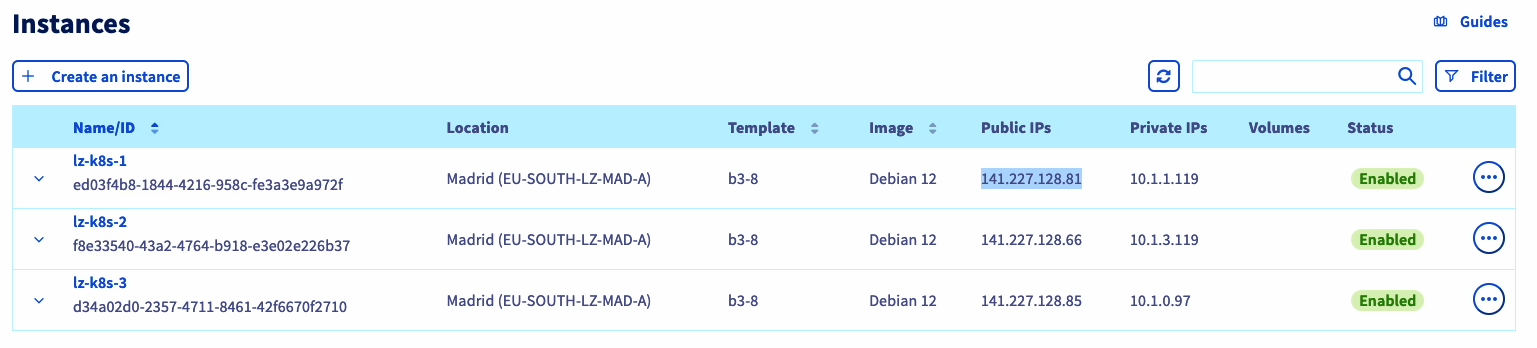 Instances
Guides
Create an instance
Filter
Name/ID Location Template Image Public IPs Private IPs Volumes Status
lz-k8s-1
ed03f4b8-1844-4216-958c-fe3a3e9a972f Madrid (EU-SOUTH-LZ-MAD-A) b3-8 Debian 12 141.227.128.81 10.1.1.119 Enabled
lz-k8s-2
f8e33540-43a2-4764-b918-e3e02e226b37 Madrid (EU-SOUTH-LZ-MAD-A) b3-8 Debian 12 141.227.128.66 10.1.3.119 Enabled
lz-k8s-3
d34a02d0-2357-4711-8461-42f6670f2710 Madrid (EU-SOUTH-LZ-MAD-A) b3-8 Debian 12 141.227.128.85 10.1.0.97 Enabled